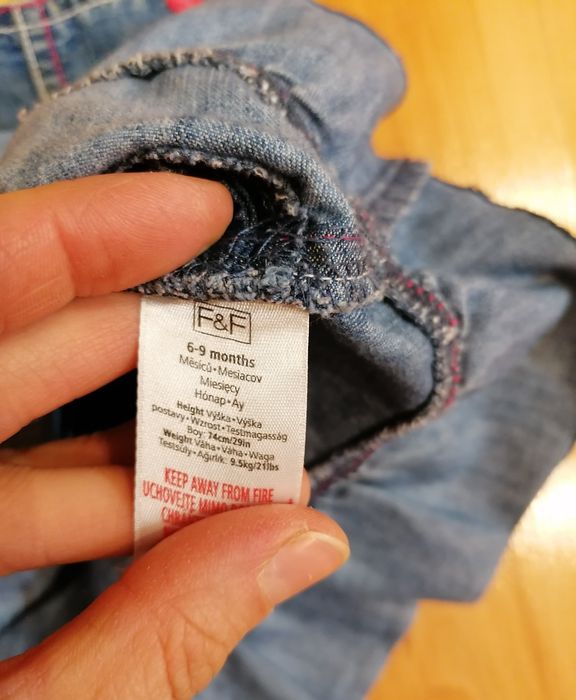 F&F
6-9 months
Měsíců•Mesiacov
Miesięcy
Hónap•Ay
Height Výška•Výška
postavy•Wzrost•Testmagasság
Boy: 74cm/29in
Weight Váha•Váha•Waga
Testsúly•Ağırlık: 9.5kg/21lbs
KEEP AWAY FROM FIRE
UCHOVEJTE MIMO